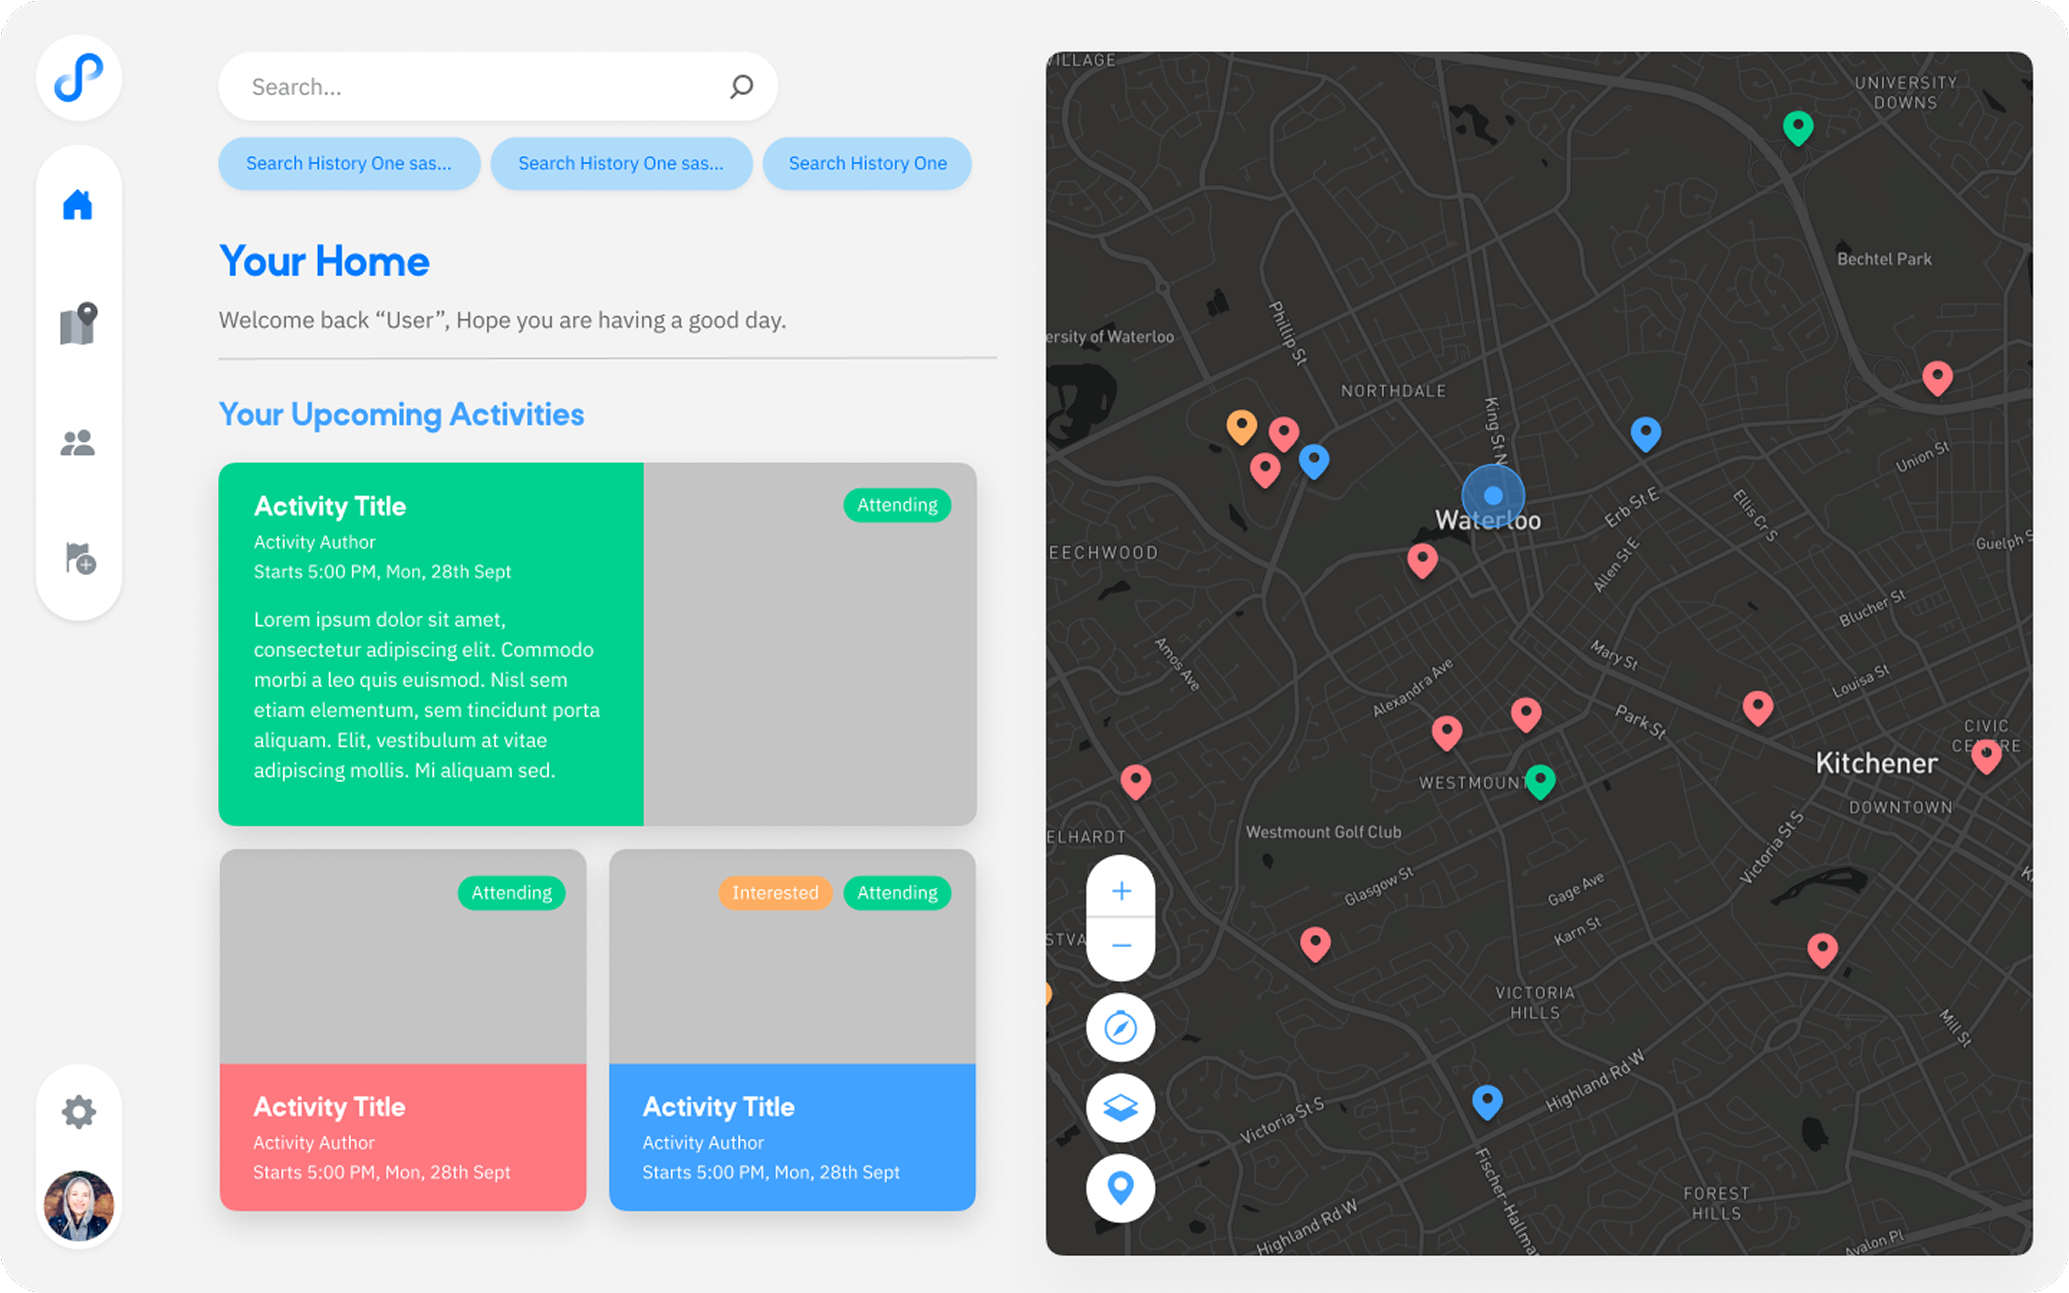 Search...
Search History One sas...
Search History One sas...
Search History One
Your Home
Welcome back “User”, Hope you are having a good day.
Your Upcoming Activities
Activity Title
Activity Author
Starts 5:00 PM, Mon, 28th Sept
Lorem ipsum dolor sit amet,
consectetur adipiscing elit. Commodo
morbi a leo quis euismod. Nisl sem
etiam elementum, sem tincidunt porta
aliquam. Elit, vestibulum at vitae
adipiscing mollis. Mi aliquam sed.
Attending
Attending
Activity Title
Activity Author
Starts 5:00 PM, Mon, 28th Sept
Interested
Attending
Activity Title
Activity Author
Starts 5:00 PM, Mon, 28th Sept
VILLAGE
UNIVERSITY
DOWNS
Bechtel Park
Phillip St
ersity of Waterloo
NORTHDALE
King St N
Union St
Erb St E
Ellis Cr S
Waterloo
Guelph S
EECHWOOD
Allen St E
Blucher St
Amos Ave
Mary St
Alexandra Ave
Louisa St
Park St
CIVIC
CENTRE
Kitchener
WESTMOUNT
DOWNTOWN
Westmount Golf Club
ELHARDT
Victoria St S
Glasgow St
Gage Ave
Karn St
STVA
VICTORIA
HILLS
Mill St
Highland Rd W
Victoria St S
Fischer-Hallma
FOREST
HILLS
Highland Rd W
Avalon Pl